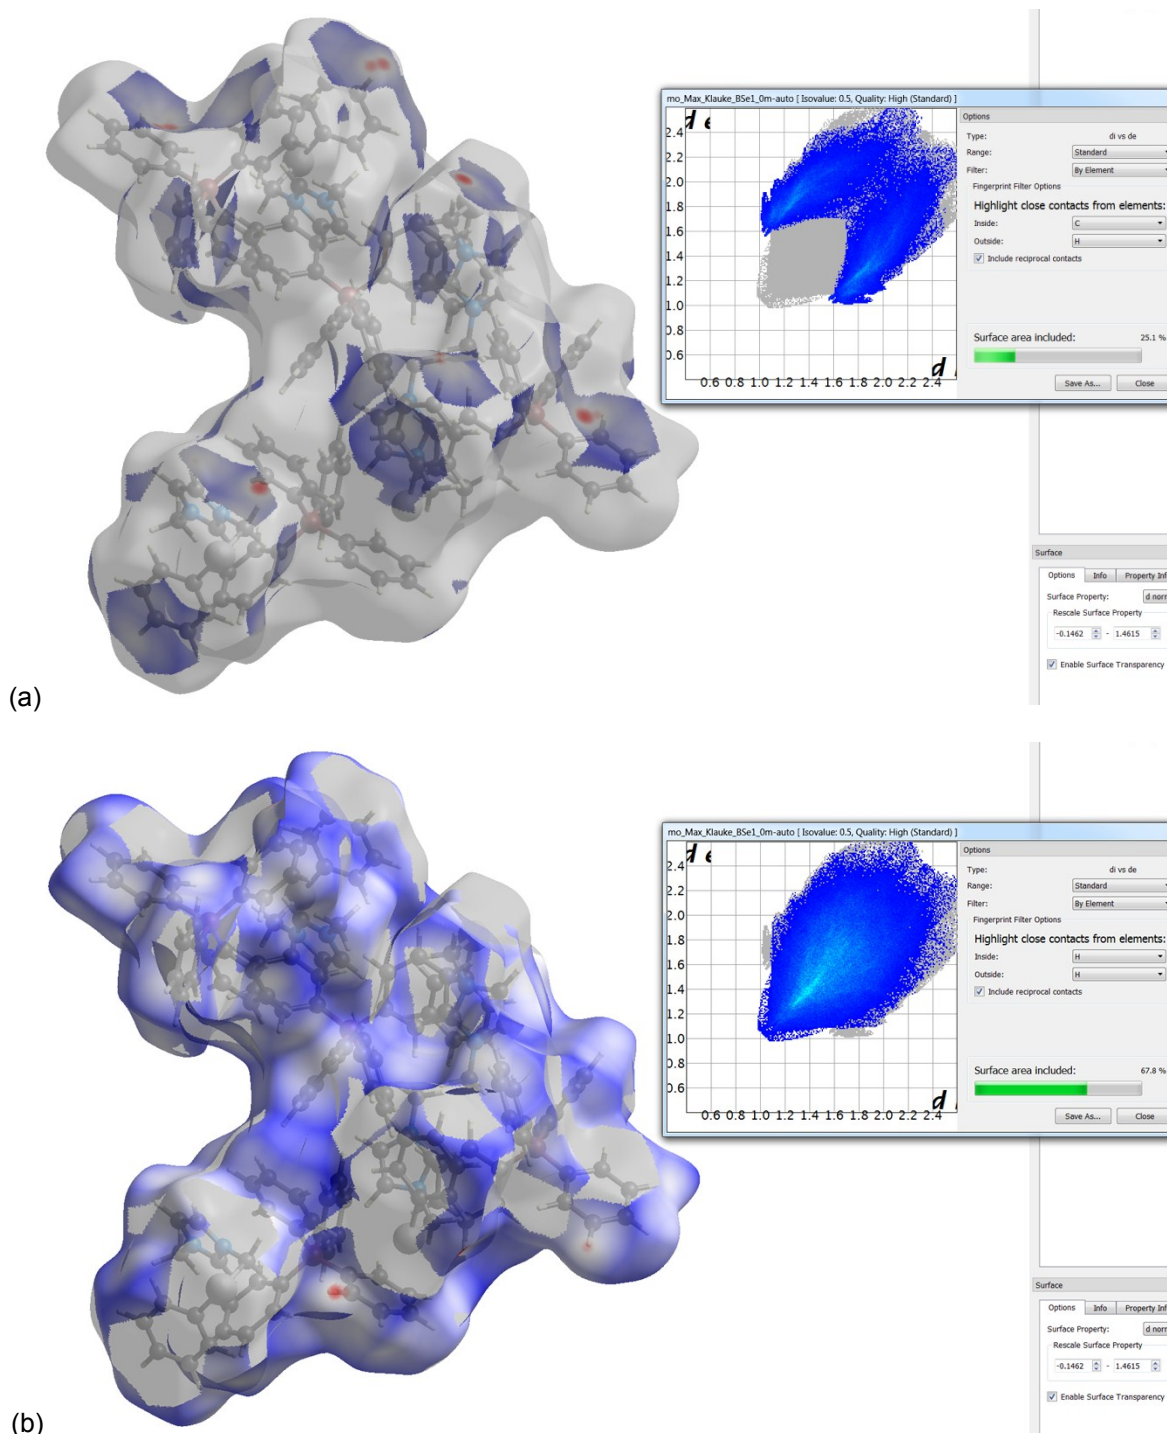 mo_Max_Klauke_BSe1_0m-auto [ Isovalue: 0.5, Quality: High (Standard) ]
d e
2.4
2.2
2.0
1.8
1.6
1.4
1.2
1.0
0.8
0.6
d i
0.6 0.8 1.0 1.2 1.4 1.6 1.8 2.0 2.2 2.4
Options
Type: di vs de
Range: Standard
Filter: By Element
Fingerprint Filter Options
Highlight close contacts from elements:
Inside: C
Outside: H
Include reciprocal contacts
Surface area included: 25.1 %
Save As... Close
Surface
Options Info Property Inf
Surface Property: d norr
Rescale Surface Property
-0.1462 - 1.4615
Enable Surface Transparency
(a)
mo_Max_Klauke_BSe1_0m-auto [ Isovalue: 0.5, Quality: High (Standard) ]
d e
2.4
2.2
2.0
1.8
1.6
1.4
1.2
1.0
0.8
0.6
d i
0.6 0.8 1.0 1.2 1.4 1.6 1.8 2.0 2.2 2.4
Options
Type: di vs de
Range: Standard
Filter: By Element
Fingerprint Filter Options
Highlight close contacts from elements:
Inside: H
Outside: H
Include reciprocal contacts
Surface area included: 67.8 %
Save As... Close
Surface
Options Info Property Inf
Surface Property: d norr
Rescale Surface Property
-0.1462 - 1.4615
Enable Surface Transparency
(b)